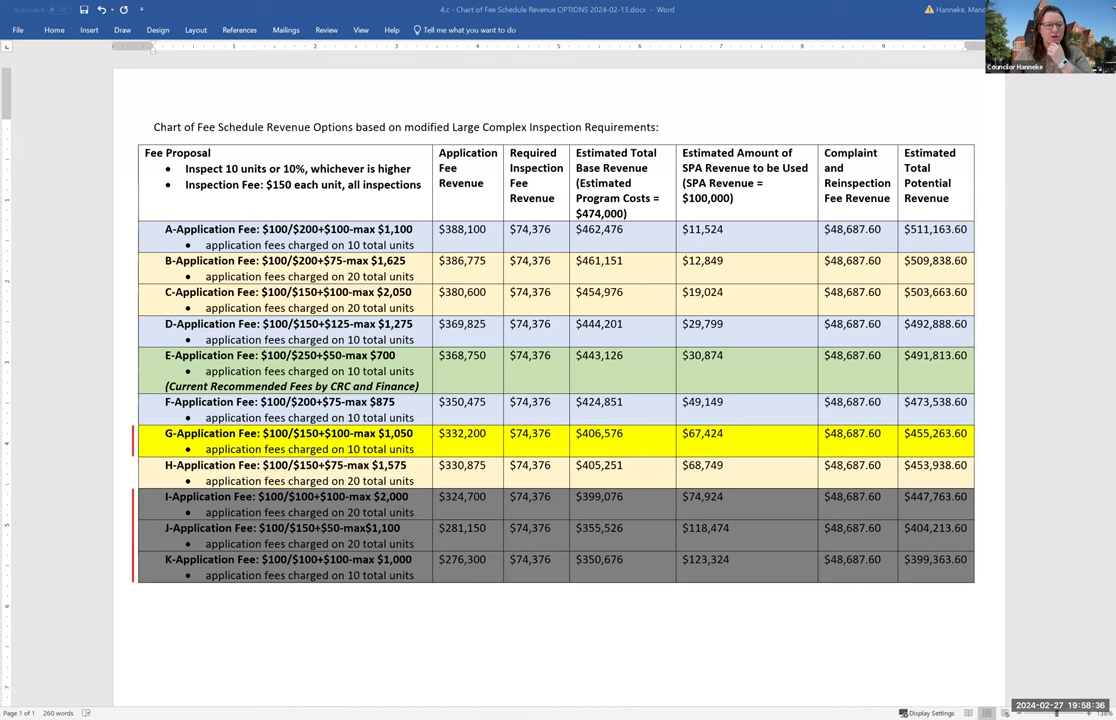 AutoSave Off
4.c - Chart of Fee Schedule Revenue OPTIONS 2024-02-13.docx - Word
Hanneke, Mand
File Home Insert Draw Design Layout References Mailings Review View Help Tell me what you want to do
Councilor Hanneke
1 2 3 4 5 6 7 8 9
Chart of Fee Schedule Revenue Options based on modified Large Complex Inspection Requirements:
Fee Proposal
• Inspect 10 units or 10%, whichever is higher
• Inspection Fee: $150 each unit, all inspections
Application
Fee
Revenue
Required
Inspection
Fee
Revenue
Estimated Total
Base Revenue
(Estimated
Program Costs =
$474,000)
Estimated Amount of
SPA Revenue to be Used
(SPA Revenue =
$100,000)
Complaint
and
Reinspection
Fee Revenue
Estimated
Total
Potential
Revenue
A-Application Fee: $100/$200+$100-max $1,100 $388,100 $74,376 $462,476 $11,524 $48,687.60 $511,163.60
• application fees charged on 10 total units
B-Application Fee: $100/$200+$75-max $1,625 $386,775 $74,376 $461,151 $12,849 $48,687.60 $509,838.60
• application fees charged on 20 total units
C-Application Fee: $100/$150+$100-max $2,050 $380,600 $74,376 $454,976 $19,024 $48,687.60 $503,663.60
• application fees charged on 20 total units
D-Application Fee: $100/$150+$125-max $1,275 $369,825 $74,376 $444,201 $29,799 $48,687.60 $492,888.60
• application fees charged on 10 total units
E-Application Fee: $100/$250+$50-max $700 $368,750 $74,376 $443,126 $30,874 $48,687.60 $491,813.60
• application fees charged on 10 total units
(Current Recommended Fees by CRC and Finance)
F-Application Fee: $100/$200+$75-max $875 $350,475 $74,376 $424,851 $49,149 $48,687.60 $473,538.60
• application fees charged on 10 total units
G-Application Fee: $100/$150+$100-max $1,050 $332,200 $74,376 $406,576 $67,424 $48,687.60 $455,263.60
• application fees charged on 10 total units
H-Application Fee: $100/$150+$75-max $1,575 $330,875 $74,376 $405,251 $68,749 $48,687.60 $453,938.60
• application fees charged on 20 total units
I-Application Fee: $100/$100+$100-max $2,000 $324,700 $74,376 $399,076 $74,924 $48,687.60 $447,763.60
• application fees charged on 20 total units
J-Application Fee: $100/$150+$50-max$1,100 $281,150 $74,376 $355,526 $118,474 $48,687.60 $404,213.60
• application fees charged on 20 total units
K-Application Fee: $100/$100+$100-max $1,000 $276,300 $74,376 $350,676 $123,324 $48,687.60 $399,363.60
• application fees charged on 10 total units
2024-02-27 19:58:36
Page 1 of 1 260 words Display Settings